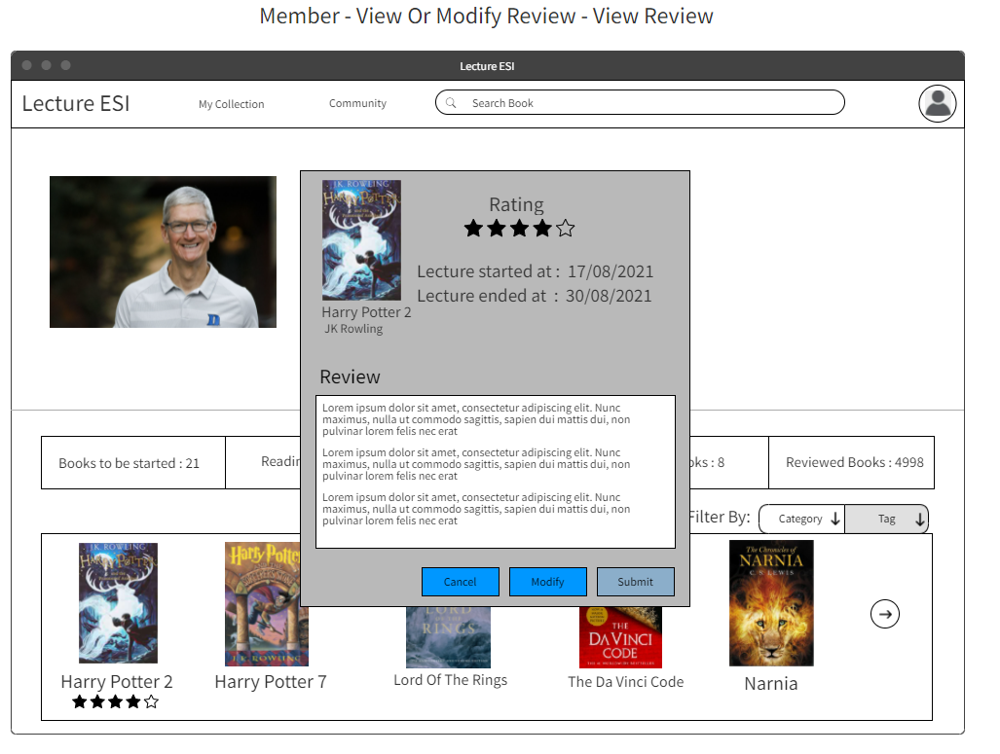 Member - View Or Modify Review - View Review
Lecture ESI
Lecture ESI
My Collection
Community
Search Book
JK ROWLING
HARRY POTTER
Rating
Lecture started at : 17/08/2021
Lecture ended at : 30/08/2021
Harry Potter 2
JK Rowling
Review
Lorem ipsum dolor sit amet, consectetur adipiscing elit. Nunc
maximus, nulla ut commodo sagittis, sapien dui mattis dui, non
pulvinar lorem felis nec erat
Lorem ipsum dolor sit amet, consectetur adipiscing elit. Nunc
maximus, nulla ut commodo sagittis, sapien dui mattis dui, non
pulvinar lorem felis nec erat
Lorem ipsum dolor sit amet, consectetur adipiscing elit. Nunc
maximus, nulla ut commodo sagittis, sapien dui mattis dui, non
pulvinar lorem felis nec erat
Cancel
Modify
Submit
Books to be started : 21
Readin
oks : 8
Reviewed Books : 4998
Filter By:
Category
Tag
JK ROWLING
HARRY POTTER
Harry Potte
J.K. ROWLING
LORD
OF THE
RINGS
THE
DA VINCI
CODE
The Chronicles of
NARNIA
C. S. LEWIS
Harry Potter 2
Harry Potter 7
Lord Of The Rings
The Da Vinci Code
Narnia